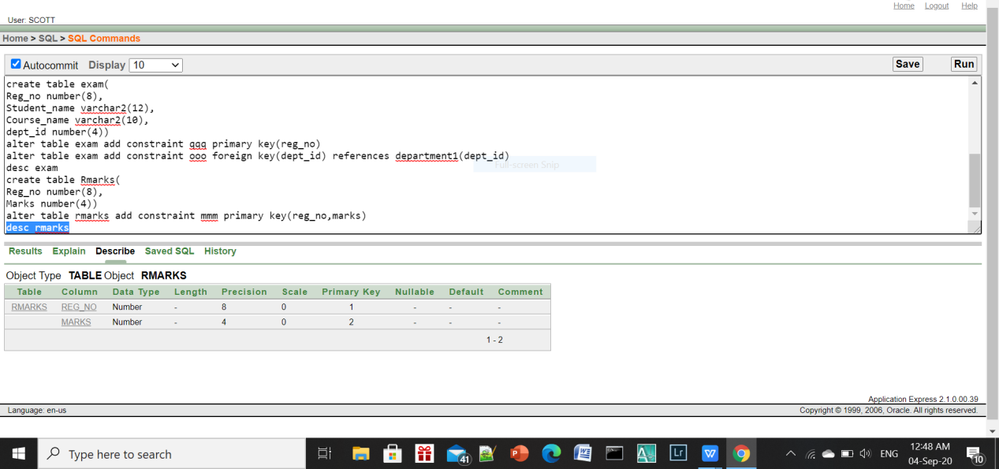 Home Logout Help
User: SCOTT
Home > SQL > SQL Commands
Autocommit Display 10 Save Run
create table exam(
Reg_no number(8),
Student_name varchar2(12),
Course_name varchar2(10),
dept_id number(4))
alter table exam add constraint qqq primary key(reg_no)
alter table exam add constraint ooo foreign key(dept_id) references department1(dept_id)
Full-screen Snip
desc exam
create table Rmarks(
Reg_no number(8),
Marks number(4))
alter table rmarks add constraint mmm primary key(reg_no,marks)
desc rmarks
Results Explain Describe Saved SQL History
Object Type TABLE Object RMARKS
Table Column Data Type Length Precision Scale Primary Key Nullable Default Comment
RMARKS REG_NO Number - 8 0 1 - - -
MARKS Number - 4 0 2 - - -
1 - 2
Application Express 2.1.0.00.39
Language: en-us Copyright © 1999, 2006, Oracle. All rights reserved.
Type here to search 41 P W Lr W ENG 12:48 AM 10
04-Sep-20